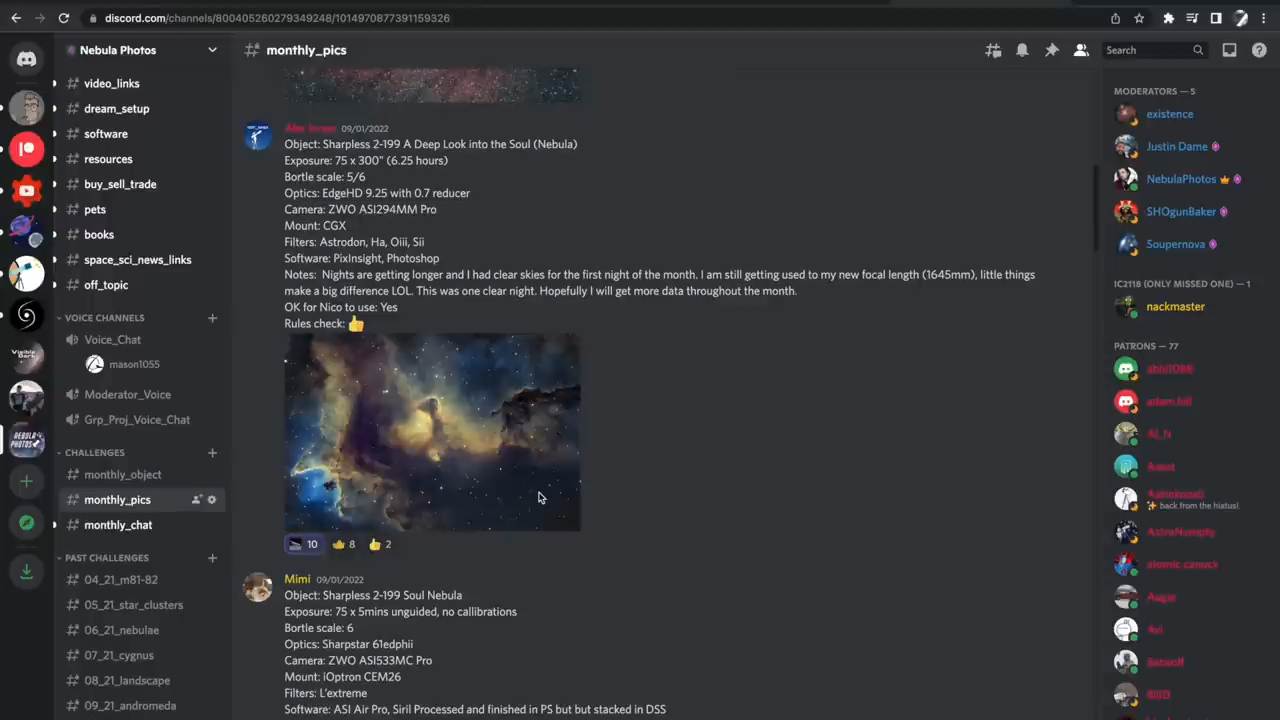 discord.com/channels/800405260279349248/1014970877391159326
Nebula Photos
monthly_pics
Search
video_links
dream_setup
software
resources
buy_sell_trade
pets
books
space_sci_news_links
off_topic
VOICE CHANNELS
Voice_Chat
mason1055
Moderator_Voice
Grp_Proj_Voice_Chat
CHALLENGES
monthly_object
monthly_pics
monthly_chat
PAST CHALLENGES
04_21_m81-82
05_21_star_clusters
06_21_nebulae
07_21_cygnus
08_21_landscape
09_21_andromeda
09/01/2022
Object: Sharpless 2-199 A Deep Look into the Soul (Nebula)
Exposure: 75 x 300" (6.25 hours)
Bortle scale: 5/6
Optics: EdgeHD 9.25 with 0.7 reducer
Camera: ZWO ASI294MM Pro
Mount: CGX
Filters: Astrodon, Ha, Oiii, Sii
Software: PixInsight, Photoshop
Notes: Nights are getting longer and I had clear skies for the first night of the month. I am still getting used to my new focal length (1645mm), little things
make a big difference LOL. This was one clear night. Hopefully I will get more data throughout the month.
OK for Nico to use: Yes
Rules check: 👍
10 8 2
Mimi 09/01/2022
Object: Sharpless 2-199 Soul Nebula
Exposure: 75 x 5mins unguided, no callibrations
Bortle scale: 6
Optics: Sharpstar 61edphii
Camera: ZWO ASI533MC Pro
Mount: iOptron CEM26
Filters: L'extreme
Software: ASI Air Pro, Siril Processed and finished in PS but but stacked in DSS
MODERATORS — 5
existence
Justin Dame
NebulaPhotos
SHOgunBaker
Soupernova
IC2118 (ONLY MISSED ONE) — 1
nackmaster
PATRONS — 77
adam.hill
AJ_N
✨ back from the hiatus!
AstroNumpty
atomic canuck
Augie
Avi
BillD